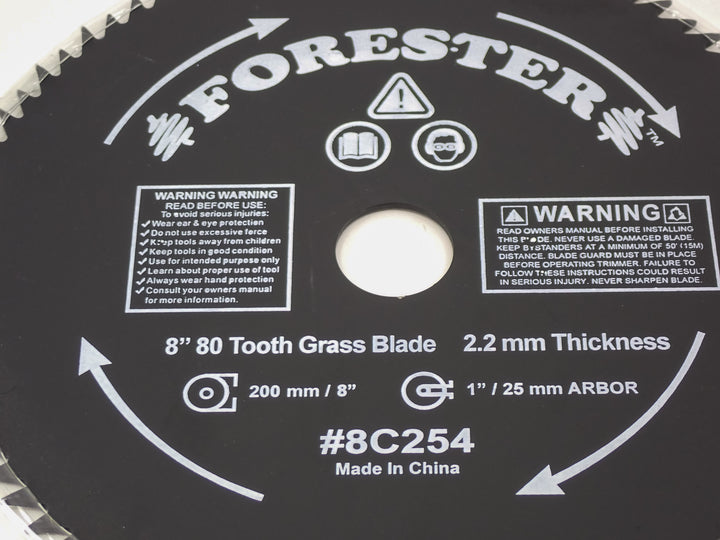 FORESTER
TM
WARNING WARNING
READ BEFORE USE:
To avoid serious injuries:
Wear ear & eye protection
Do not use excessive force
Keep tools away from children
Keep tools in good condition
Use for intended purpose only
Learn about proper use of tool
Always wear hand protection
Consult your owners manual
for more information.
WARNING
READ OWNERS MANUAL BEFORE INSTALLING
THIS BLADE. NEVER USE A DAMAGED BLADE.
KEEP BYSTANDERS AT A MINIMUM OF 50' (15M)
DISTANCE. BLADE GUARD MUST BE IN PLACE
BEFORE OPERATING TRIMMER. FAILURE TO
FOLLOW THESE INSTRUCTIONS COULD RESULT
IN SERIOUS INJURY. NEVER SHARPEN BLADE.
8” 80 Tooth Grass Blade 2.2 mm Thickness
200 mm / 8” 1” / 25 mm ARBOR
#8C254
Made In China